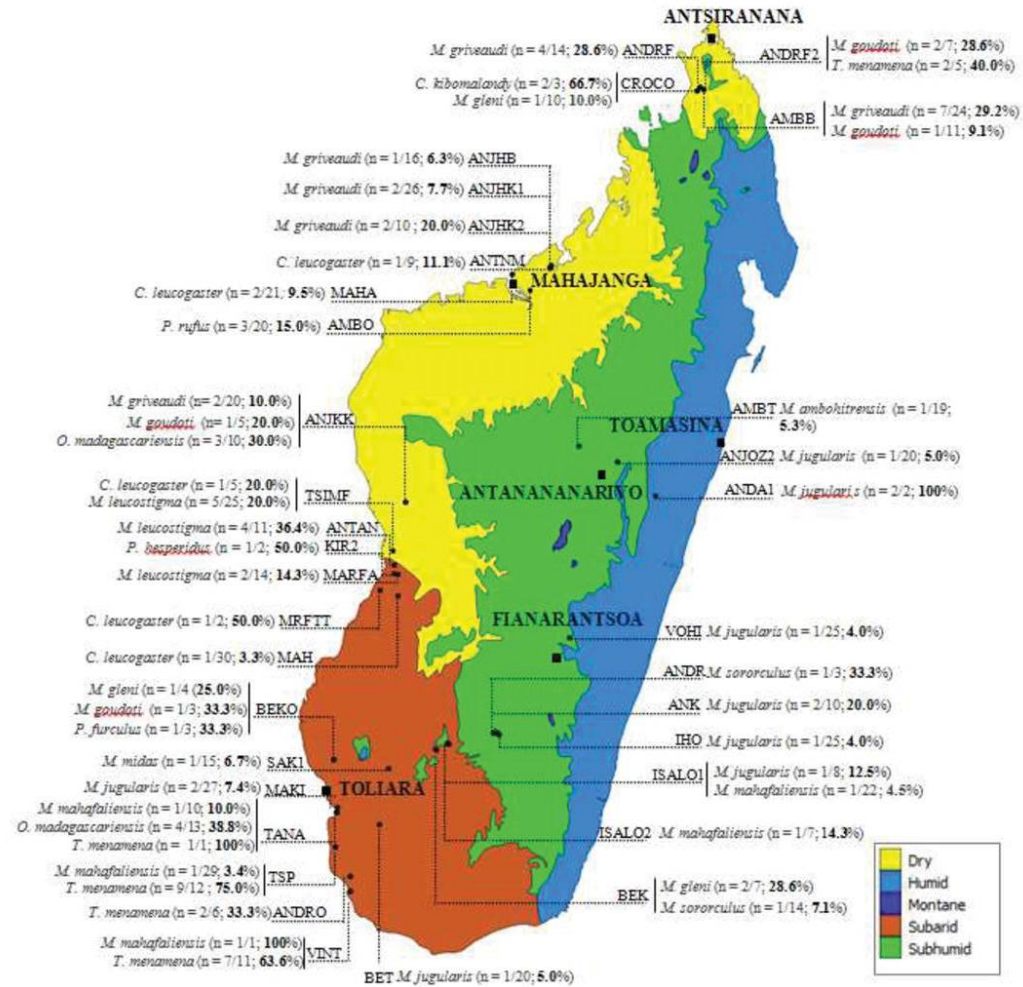 ANTSIRANANA
M. griveaudi (n = 4/14; 28.6%) ANDRF
ANDRF2 M. goudoti (n = 2/7; 28.6%)
T. menamena (n = 2/5; 40.0%)
C. kibomalandy (n = 2/3; 66.7%) CROCO
M. gleni (n = 1/10; 10.0%)
AMBB M. griveaudi (n = 7/24; 29.2%)
M. goudoti (n = 1/11; 9.1%)
M. griveaudi (n = 1/16; 6.3%) ANJHB
M. griveaudi (n = 2/26; 7.7%) ANJHK1
M. griveaudi (n = 2/10 ; 20.0%) ANJHK2
C. leucogaster (n = 1/9; 11.1%) ANTNM
MAHAJANGA
C. leucogaster (n = 2/21; 9.5%) MAHA
P. rufus (n = 3/20; 15.0%) AMBO
M. griveaudi (n= 2/20; 10.0%)
M. goudoti (n = 1/5; 20.0%) ANJKK
O. madagascariensis (n = 3/10; 30.0%)
AMBT M. ambohitrensis (n = 1/19;
5.3%)
TOAMASINA
ANJOZ2 M. jugularis (n = 1/20; 5.0%)
ANTANANANARIVO
ANDA1 M. jugularis (n = 2/2; 100%)
C. leucogaster (n = 1/5; 20.0%)
M. leucostigma (n = 5/25; 20.0%) TSIMF
M. leucostigma (n = 4/11; 36.4%) ANTAN
P. hesperidus (n = 1/2; 50.0%) KIR2
M. leucostigma (n = 2/14; 14.3%) MARFA
C. leucogaster (n = 1/2; 50.0%) MRFTT
C. leucogaster (n = 1/30; 3.3%) MAH
FIANARANTSOA
VOHI M. jugularis (n = 1/25; 4.0%)
ANDR M. sororculus (n = 1/3; 33.3%)
ANK M. jugularis (n = 2/10; 20.0%)
IHO M. jugularis (n = 1/25; 4.0%)
M. gleni (n = 1/4 (25.0%)
M. goudoti (n = 1/3; 33.3%) BEKO
P. furculus (n = 1/3; 33.3%)
ISALO1 M. jugularis (n = 1/8; 12.5%)
M. mahafaliensis (n = 1/22; 4.5%)
M. midas (n = 1/15; 6.7%) SAK1
M. jugularis (n = 2/27; 7.4%) MAKI
TOLIARA
M. mahafaliensis (n = 1/10; 10.0%)
O. madagascariensis (n = 4/13; 38.8%) TANA
T. menamena (n = 1/1; 100%)
ISALO2 M. mahafaliensis (n = 1/7; 14.3%)
M. mahafaliensis (n = 1/29; 3.4%)
T. menamena (n = 9/12 ; 75.0%) TSP
T. menamena (n = 2/6; 33.3%) ANDRO
BEK M. gleni (n = 2/7; 28.6%)
M. sororculus (n = 1/14; 7.1%)
M. mahafaliensis (n = 1/1; 100%)
T. menamena (n = 7/11; 63.6%) VINT
BET M. jugularis (n = 1/20; 5.0%)
Dry
Humid
Montane
Subarid
Subhumid